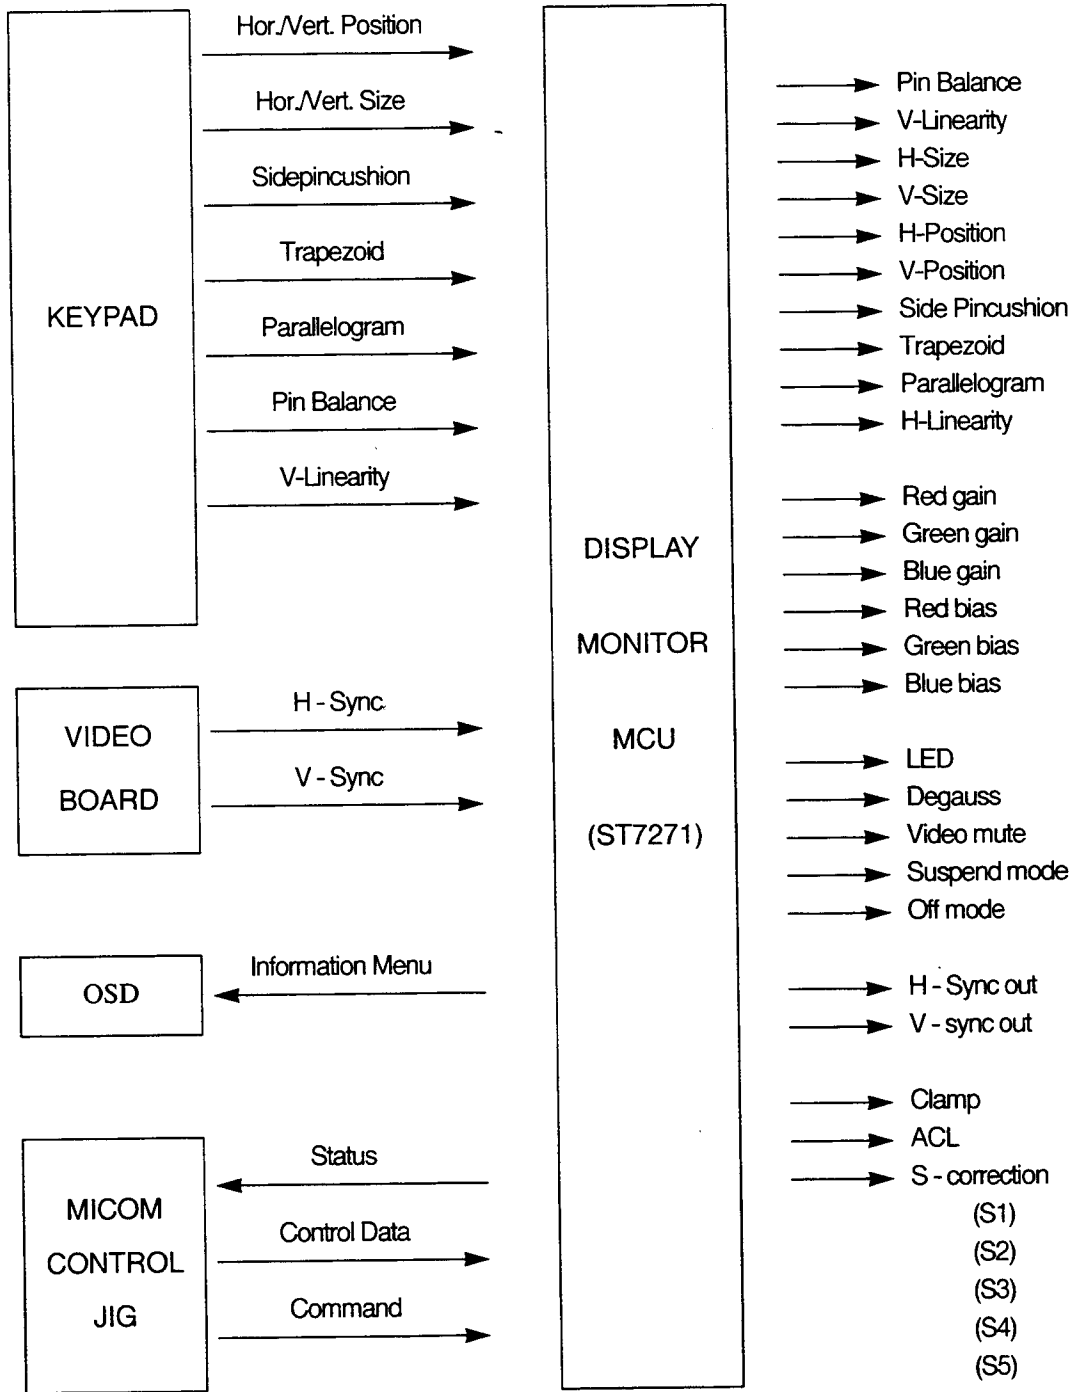 KEYPAD
Hor./Vert. Position
Hor./Vert. Size
Sidepincushion
Trapezoid
Parallelogram
Pin Balance
V-Linearity
VIDEO
BOARD
H - Sync
V - Sync
OSD
Information Menu
MICOM
CONTROL
JIG
Status
Control Data
Command
DISPLAY
MONITOR
MCU
(ST7271)
Pin Balance
V-Linearity
H-Size
V-Size
H-Position
V-Position
Side Pincushion
Trapezoid
Parallelogram
H-Linearity
Red gain
Green gain
Blue gain
Red bias
Green bias
Blue bias
LED
Degauss
Video mute
Suspend mode
Off mode
H - Sync out
V - sync out
Clamp
ACL
S - correction
(S1)
(S2)
(S3)
(S4)
(S5)